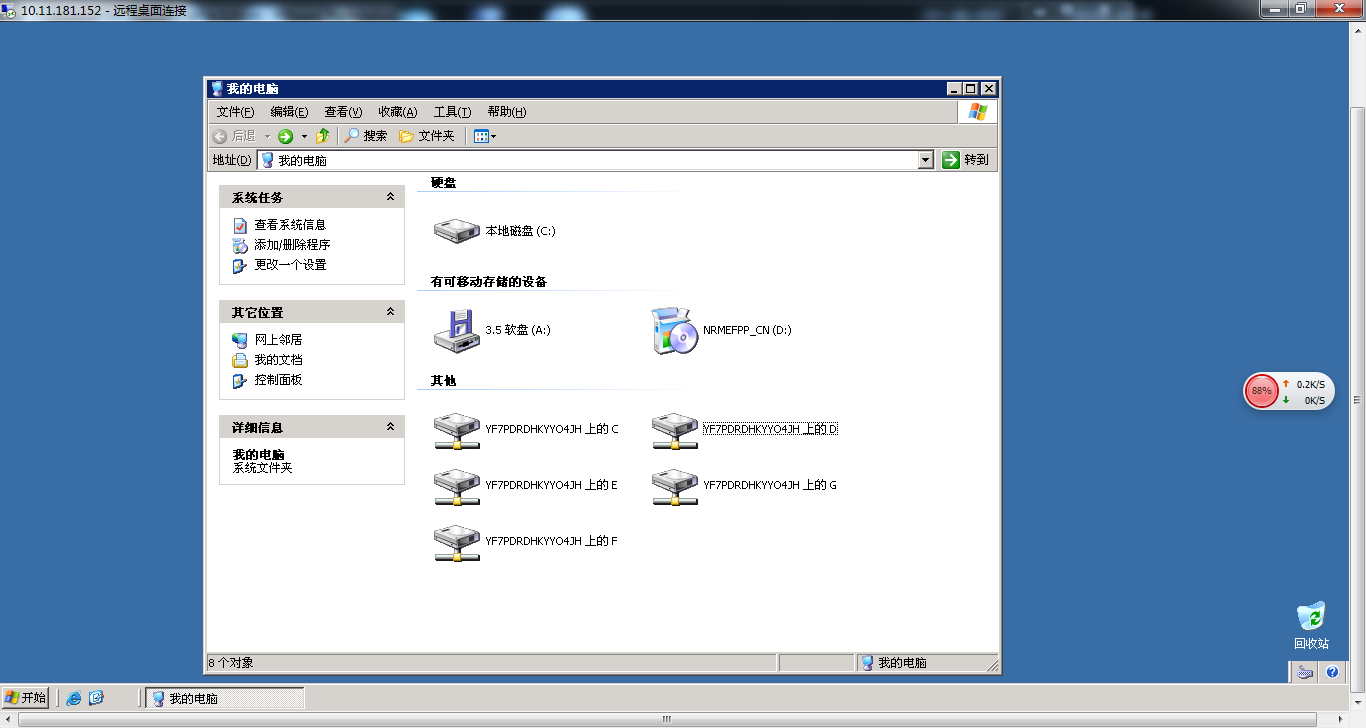 10.11.181.152 - 远程桌面连接
我的电脑
文件(F) 编辑(E) 查看(V) 收藏(A) 工具(T) 帮助(H)
后退 搜索 文件夹
地址(D) 我的电脑 转到
系统任务
查看系统信息
添加/删除程序
更改一个设置
其它位置
网上邻居
我的文档
控制面板
详细信息
我的电脑
系统文件夹
硬盘
本地磁盘 (C:)
有可移动存储的设备
3.5 软盘 (A:) NRMEFPP_CN (D:)
其他
YF7PDRDHKYYO4JH 上的 C YF7PDRDHKYYO4JH 上的 D
YF7PDRDHKYYO4JH 上的 E YF7PDRDHKYYO4JH 上的 G
YF7PDRDHKYYO4JH 上的 F
8 个对象 我的电脑
88% 0.2K/S
0K/S
回收站
开始 我的电脑